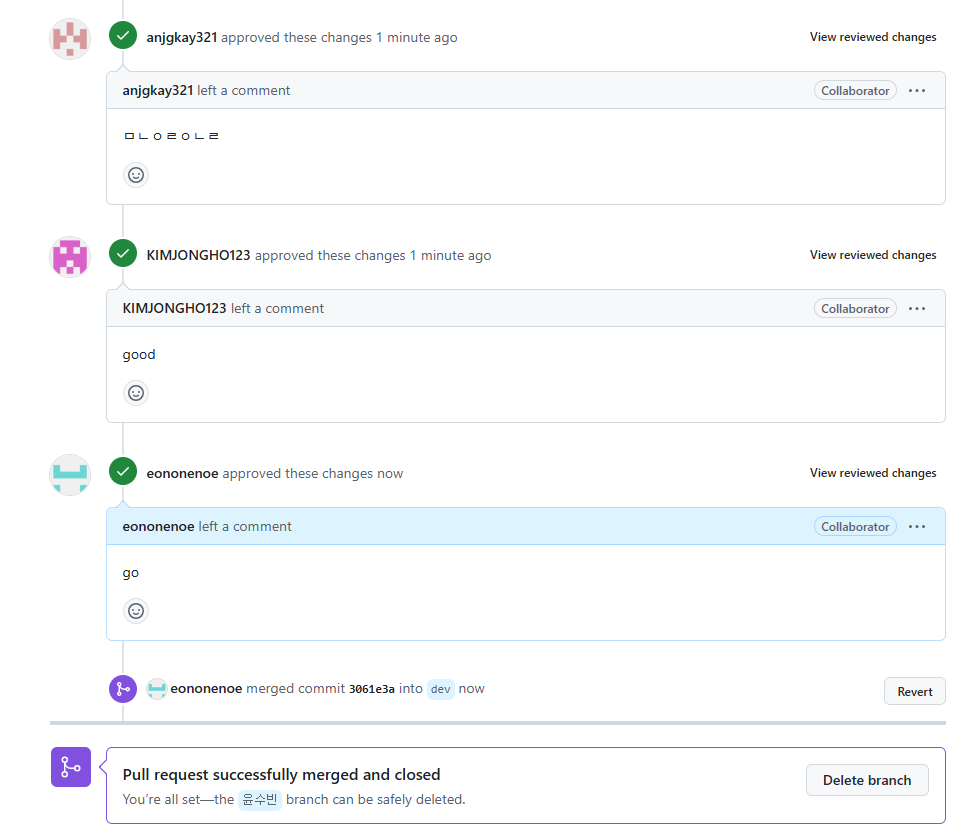 anjgkay321 approved these changes 1 minute ago View reviewed changes
anjgkay321 left a comment Collaborator ...
ㅁㄴㅇㄹㅇㄴㄹ
KIMJONGHO123 approved these changes 1 minute ago View reviewed changes
KIMJONGHO123 left a comment Collaborator ...
good
eononenoe approved these changes now View reviewed changes
eononenoe left a comment Collaborator ...
go
eononenoe merged commit 3061e3a into dev now Revert
Pull request successfully merged and closed
You’re all set—the 윤수빈 branch can be safely deleted. Delete branch